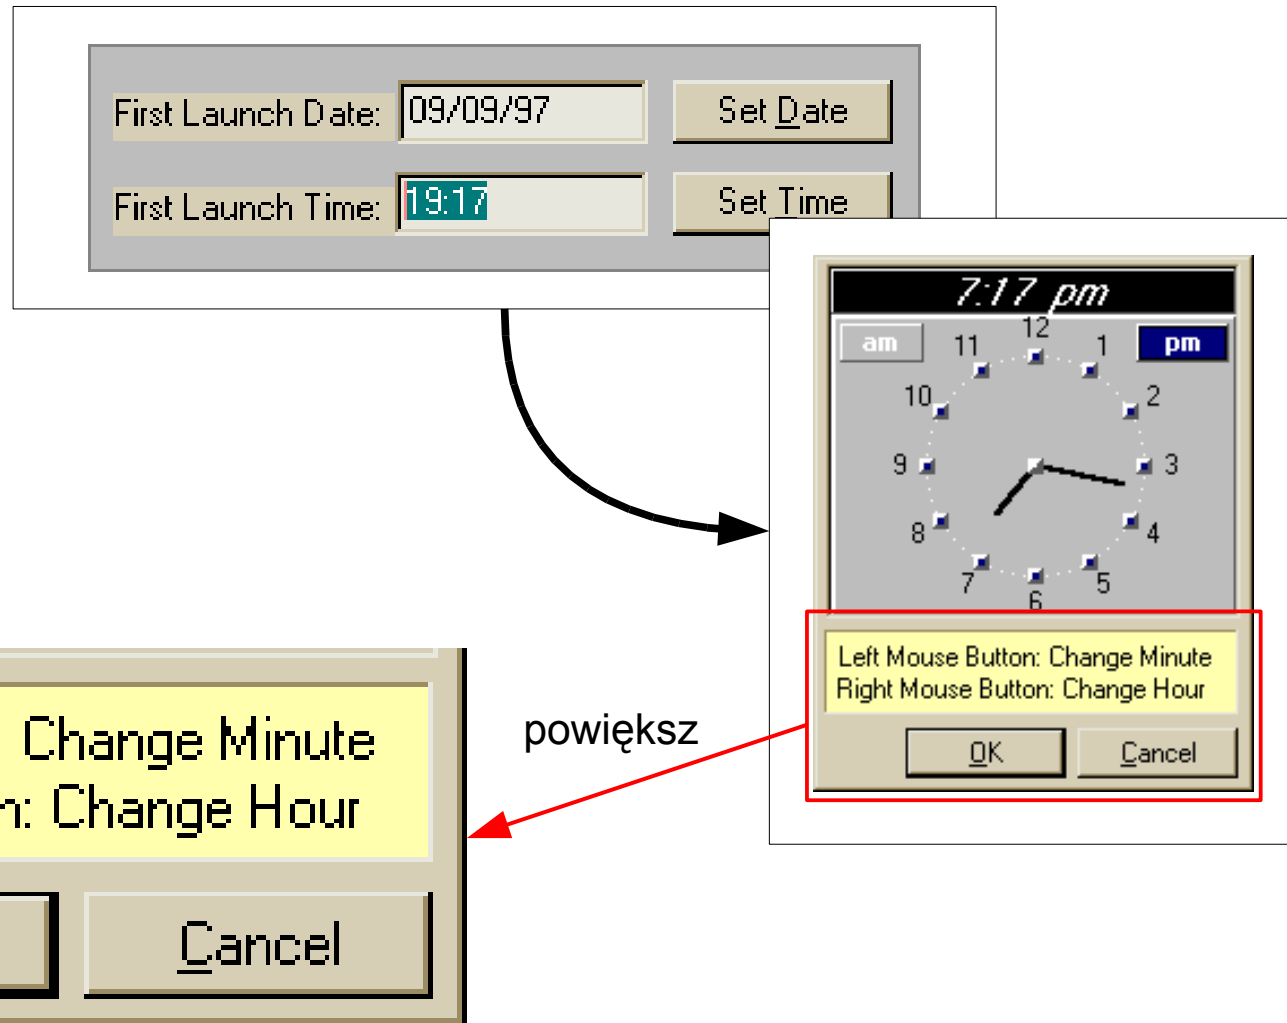 First Launch Date: 09/09/97 Set Date
First Launch Time: 19:17 Set Time
7:17 pm
am pm
12
11 1
10 2
9 3
8 4
7 5
6
Left Mouse Button: Change Minute
Right Mouse Button: Change Hour
OK Cancel
powiększ
Change Minute
n: Change Hour
Cancel